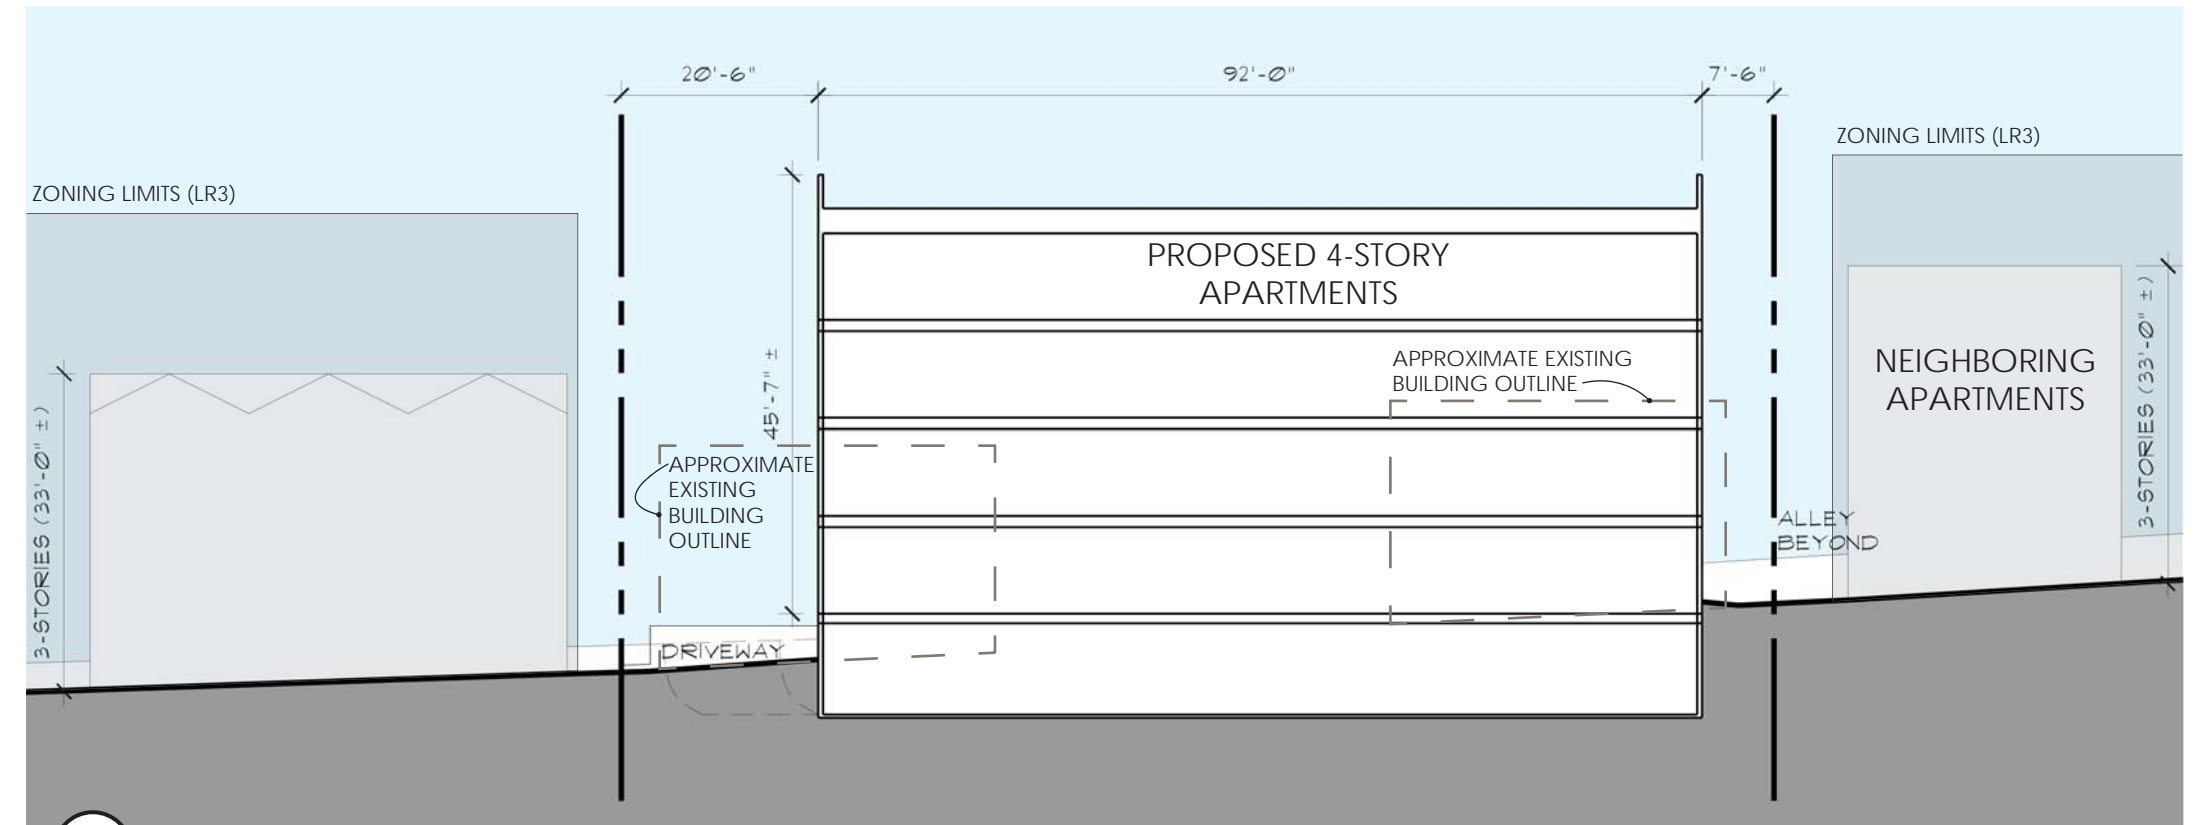 20'-6"
92'-0"
7'-6"
ZONING LIMITS (LR3)
ZONING LIMITS (LR3)
PROPOSED 4-STORY
APARTMENTS
45'-7" ±
3-STORIES (33'-0" ±)
APPROXIMATE EXISTING
BUILDING OUTLINE
NEIGHBORING
APARTMENTS
3-STORIES (33'-0" ±)
APPROXIMATE
EXISTING
BUILDING
OUTLINE
ALLEY
BEYOND
DRIVEWAY